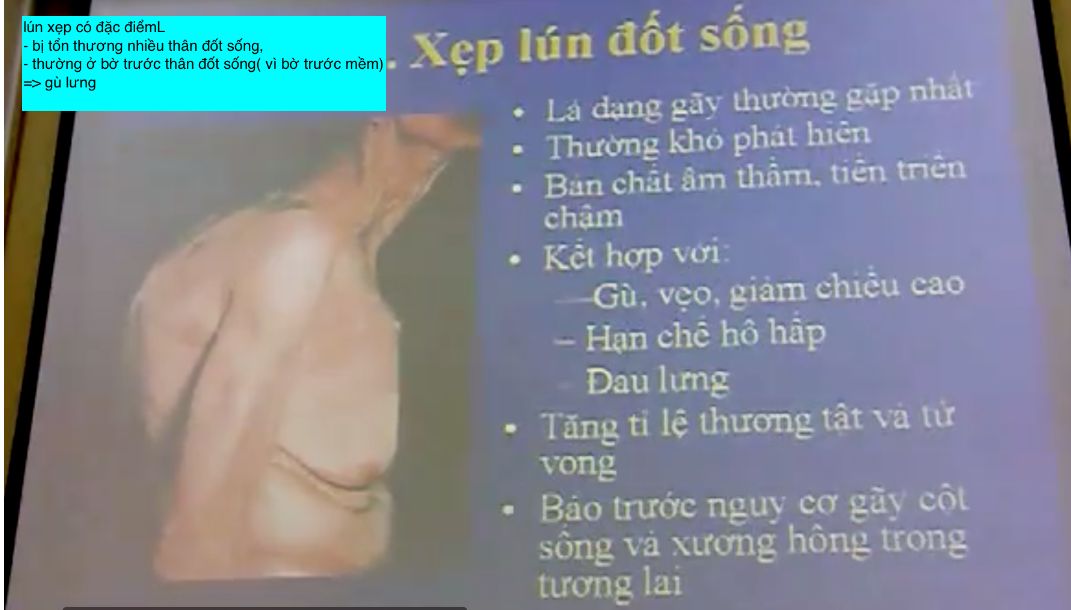 lún xẹp có đặc điểmL
- bị tổn thương nhiều thân đốt sống,
- thường ở bờ trước thân đốt sống( vì bờ trước mềm)
=> gù lưng
. Xẹp lún đốt sống
• Là dạng gãy thường gặp nhất
• Thường khó phát hiện
• Bản chất âm thầm, tiến triển
chậm
• Kết hợp với:
–Gù, vẹo, giảm chiều cao
– Hạn chế hô hấp
– Đau lưng
• Tăng tỉ lệ thương tật và tử
vong
• Báo trước nguy cơ gãy cột
sống và xương hông trong
tương lai